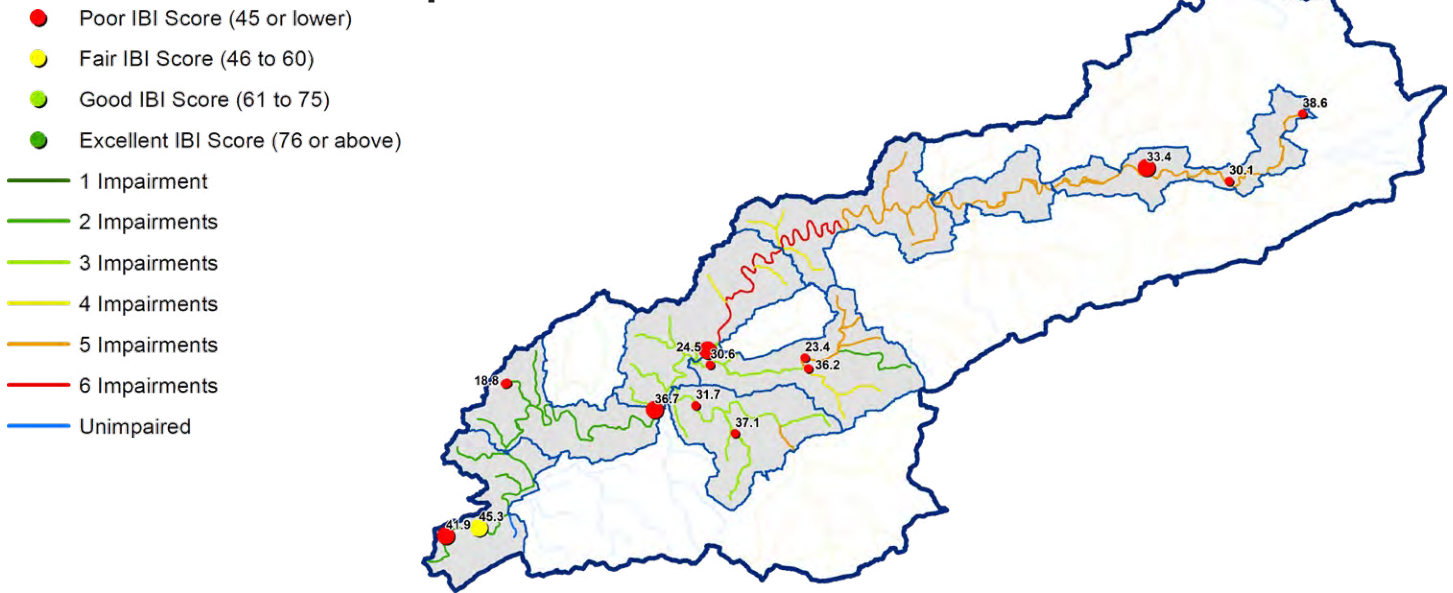 Poor IBI Score (45 or lower)
Fair IBI Score (46 to 60)
Good IBI Score (61 to 75)
Excellent IBI Score (76 or above)
1 Impairment
2 Impairments
3 Impairments
4 Impairments
5 Impairments
6 Impairments
Unimpaired
38.6
33.4
30.1
24.5
30.6
23.4
36.2
18.8
36.7
31.7
37.1
41.9
45.3